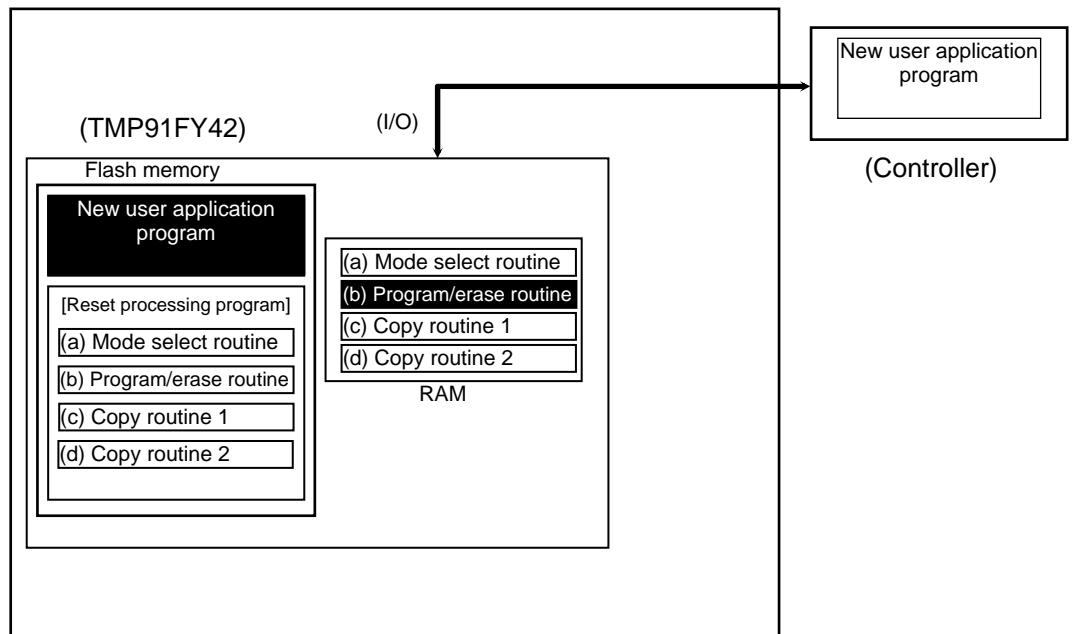 New user application
program
(Controller)
(I/O)
(TMP91FY42)
Flash memory
New user application
program
[Reset processing program]
(a) Mode select routine
(b) Program/erase routine
(c) Copy routine 1
(d) Copy routine 2
(a) Mode select routine
(b) Program/erase routine
(c) Copy routine 1
(d) Copy routine 2
RAM